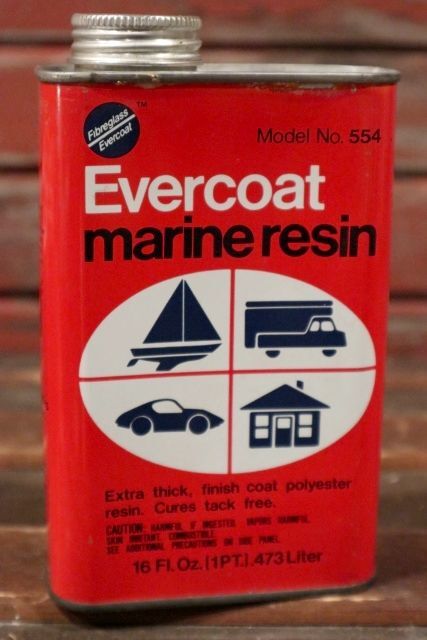 Fibreglass
Evercoat
TM
Model No. 554
Evercoat
marine resin
Extra thick, finish coat polyester
resin. Cures tack free.
CAUTION: HARMFUL IF INGESTED. VAPORS HARMFUL.
SKIN IRRITANT. COMBUSTIBLE.
SEE ADDITIONAL PRECAUTIONS ON SIDE PANEL.
16 Fl. Oz. (1 PT.) .473 Liter